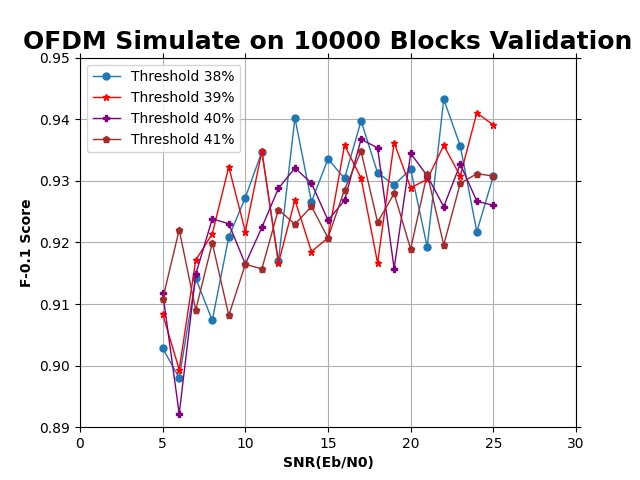 OFDM Simulate on 10000 Blocks Validation
0.95
0.94
0.93
0.92
0.91
0.90
0.89
F-0.1 Score
Threshold 38%
Threshold 39%
Threshold 40%
Threshold 41%
0 5 10 15 20 25 30
SNR(Eb/N0)